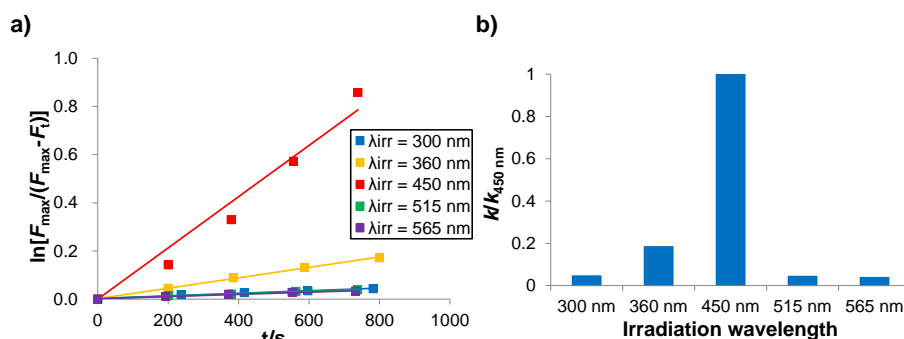 a)
ln[Fmax/(Fmax-Ft)]
1.0
0.8
0.6
0.4
0.2
0.0
0 200 400 600 800 1000
t/s
λirr = 300 nm
λirr = 360 nm
λirr = 450 nm
λirr = 515 nm
λirr = 565 nm
b)
k/k450 nm
1
0.8
0.6
0.4
0.2
0
300 nm 360 nm 450 nm 515 nm 565 nm
Irradiation wavelength